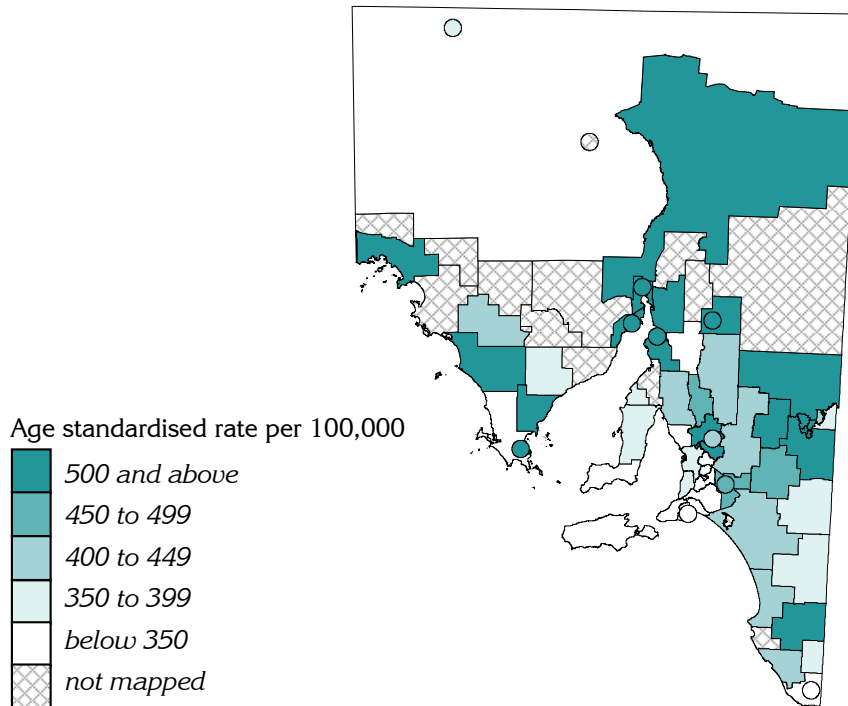 Age standardised rate per 100,000
500 and above
450 to 499
400 to 449
350 to 399
below 350
not mapped